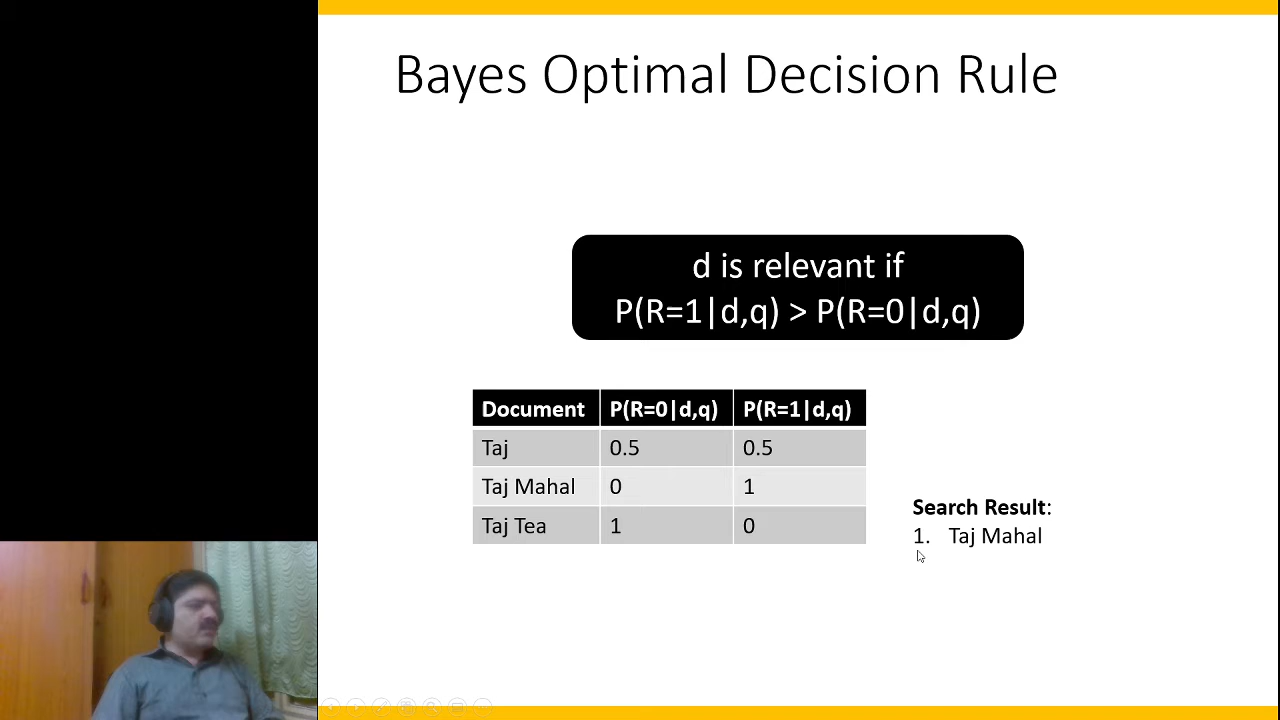 Bayes Optimal Decision Rule
d is relevant if
P(R=1|d,q) > P(R=0|d,q)
Document P(R=0|d,q) P(R=1|d,q)
Taj 0.5 0.5
Taj Mahal 0 1
Taj Tea 1 0
Search Result:
1. Taj Mahal